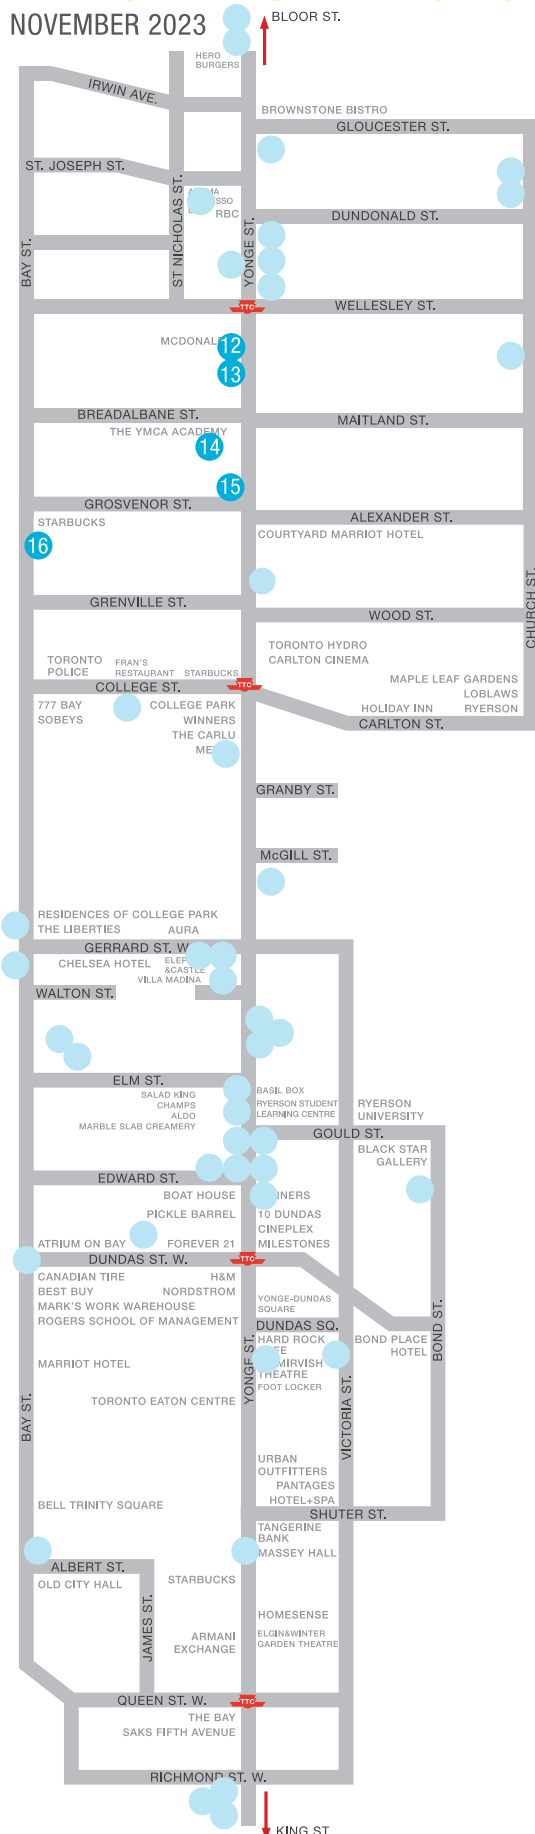 NOVEMBER 2023
BLOOR ST.
HERO
BURGERS
IRWIN AVE.
BROWNSTONE BISTRO
GLOUCESTER ST.
ST. JOSEPH ST.
ST NICHOLAS ST.
RBC
DUNDONALD ST.
BAY ST.
YONGE ST.
TTC
WELLESLEY ST.
12
13
BREADALBANE ST.
MAITLAND ST.
THE YMCA ACADEMY
14
15
GROSVENOR ST.
ALEXANDER ST.
STARBUCKS
COURTYARD MARRIOT HOTEL
16
CHURCH ST.
GRENVILLE ST.
WOOD ST.
TORONTO HYDRO
CARLTON CINEMA
TORONTO
POLICE
FRAN'S
RESTAURANT
STARBUCKS
MAPLE LEAF GARDENS
LOBLAWS
RYERSON
HOLIDAY INN
COLLEGE ST.
TTC
CARLTON ST.
777 BAY
SOBEYS
COLLEGE PARK
WINNERS
THE CARLU
GRANBY ST.
McGILL ST.
RESIDENCES OF COLLEGE PARK
THE LIBERTIES
AURA
GERRARD ST. W
CHELSEA HOTEL
&CASTLE
VILLA MADINA
WALTON ST.
ELM ST.
SALAD KING
CHAMPS
ALDO
MARBLE SLAB CREAMERY
BASIL BOX
RYERSON STUDENT
LEARNING CENTRE
RYERSON
UNIVERSITY
GOULD ST.
BLACK STAR
GALLERY
EDWARD ST.
BOAT HOUSE
PICKLE BARREL
10 DUNDAS
CINEPLEX
MILESTONES
ATRIUM ON BAY
FOREVER 21
DUNDAS ST. W.
TTC
CANADIAN TIRE
BEST BUY
MARK'S WORK WAREHOUSE
ROGERS SCHOOL OF MANAGEMENT
H&M
NORDSTROM
YONGE-DUNDAS
SQUARE
BOND ST.
DUNDAS SQ.
HARD ROCK
MIRVISH
THEATRE
FOOT LOCKER
BOND PLACE
HOTEL
MARRIOT HOTEL
YONGE ST.
VICTORIA ST.
BAY ST.
TORONTO EATON CENTRE
URBAN
OUTFITTERS
PANTAGES
HOTEL+SPA
BELL TRINITY SQUARE
SHUTER ST.
TANGERINE
BANK
MASSEY HALL
ALBERT ST.
OLD CITY HALL
STARBUCKS
JAMES ST.
HOMESENSE
ARMANI
EXCHANGE
ELGIN&WINTER
GARDEN THEATRE
QUEEN ST. W.
TTC
THE BAY
SAKS FIFTH AVENUE
RICHMOND ST. W.
KING ST.